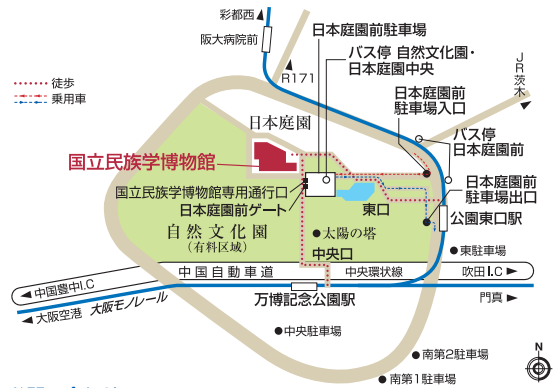 彩都西
阪大病院前
日本庭園前駐車場
バス停 自然文化園・
日本庭園中央
R171
JR茨木
徒歩
乗用車
日本庭園前
駐車場入口
日本庭園
バス停
日本庭園前
国立民族学博物館
国立民族学博物館専用通行口
日本庭園前ゲート
日本庭園前
駐車場出口
東口
公園東口駅
自然文化園
(有料区域)
太陽の塔
中央口
東駐車場
中国自動車道
中央環状線
吹田I.C
中国豊中I.C
万博記念公園駅
門真
大阪空港
大阪モノレール
中央駐車場
南第2駐車場
南第1駐車場
N